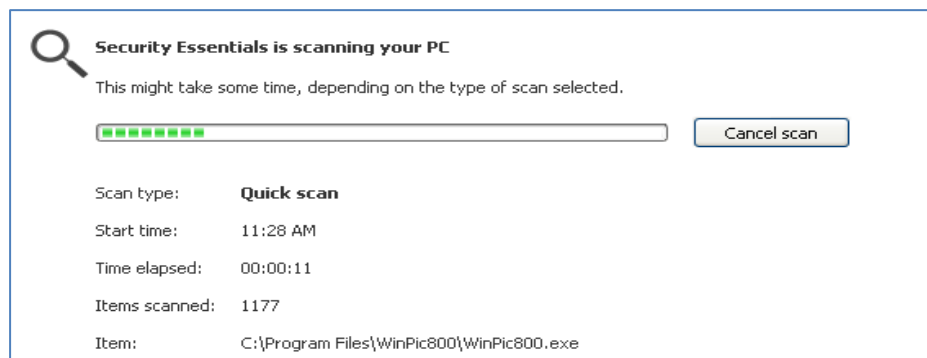 Security Essentials is scanning your PC
This might take some time, depending on the type of scan selected.
Cancel scan
Scan type: Quick scan
Start time: 11:28 AM
Time elapsed: 00:00:11
Items scanned: 1177
Item: C:\Program Files\WinPic800\WinPic800.exe